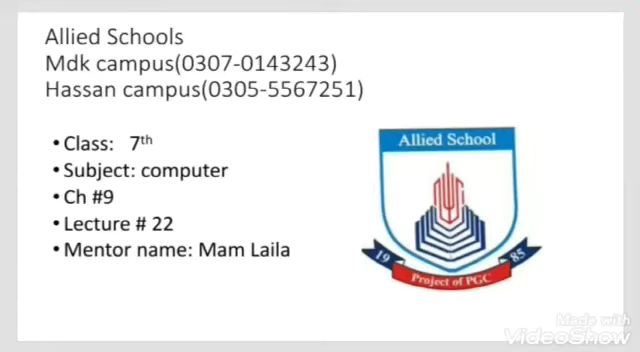 Allied Schools
Mdk campus(0307-0143243)
Hassan campus(0305-5567251)
• Class: 7th
• Subject: computer
• Ch #9
• Lecture # 22
• Mentor name: Mam Laila
Allied School
19 85
Project of PGC
Made with
VideoShow